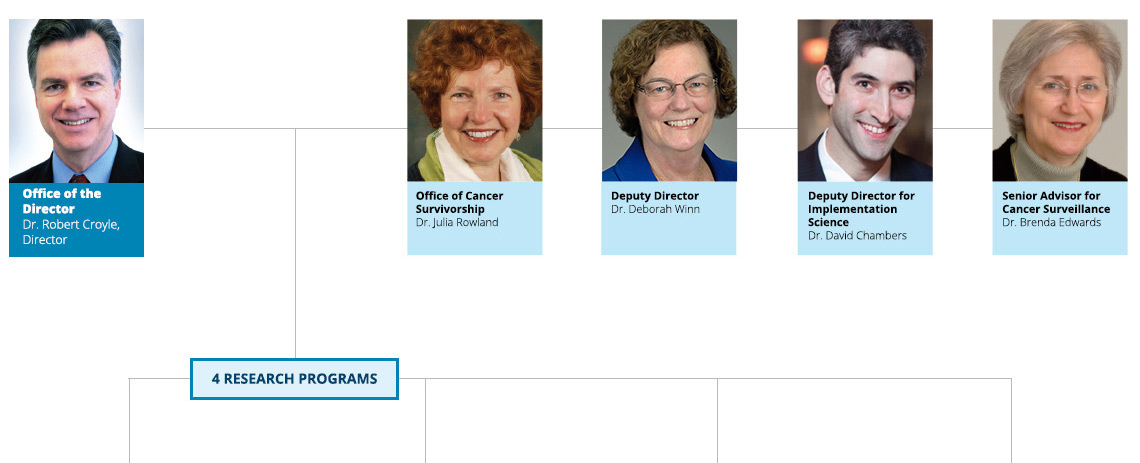 Office of the
Director
Dr. Robert Croyle,
Director
Office of Cancer
Survivorship
Dr. Julia Rowland
Deputy Director
Dr. Deborah Winn
Deputy Director for
Implementation
Science
Dr. David Chambers
Senior Advisor for
Cancer Surveillance
Dr. Brenda Edwards
4 RESEARCH PROGRAMS